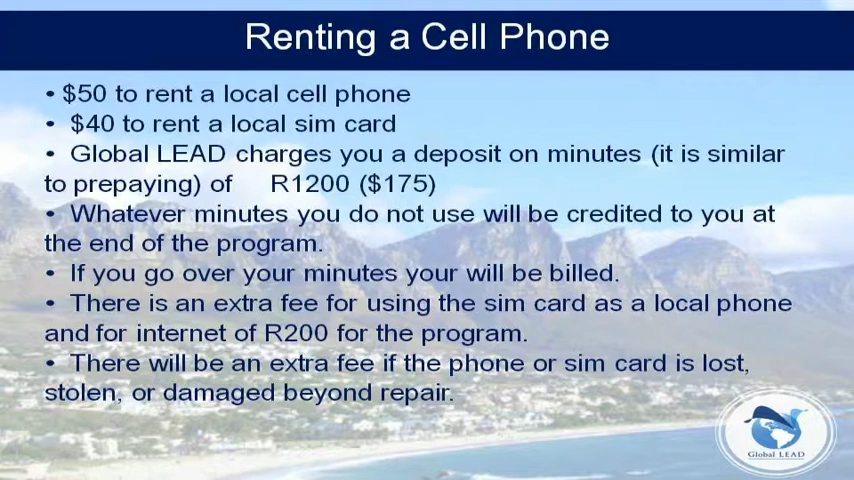 Renting a Cell Phone
• $50 to rent a local cell phone
• $40 to rent a local sim card
• Global LEAD charges you a deposit on minutes (it is similar
to prepaying) of R1200 ($175)
• Whatever minutes you do not use will be credited to you at
the end of the program.
• If you go over your minutes your will be billed.
• There is an extra fee for using the sim card as a local phone
and for internet of R200 for the program.
• There will be an extra fee if the phone or sim card is lost,
stolen, or damaged beyond repair.
Global LEAD